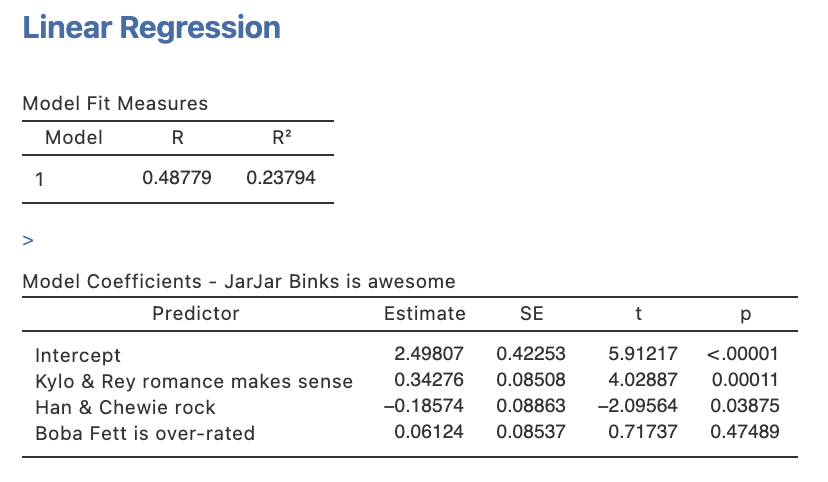 Linear Regression
Model Fit Measures
Model R R²
1 0.48779 0.23794
>
Model Coefficients - JarJar Binks is awesome
Predictor Estimate SE t p
Intercept 2.49807 0.42253 5.91217 <.00001
Kylo & Rey romance makes sense 0.34276 0.08508 4.02887 0.00011
Han & Chewie rock −0.18574 0.08863 −2.09564 0.03875
Boba Fett is over-rated 0.06124 0.08537 0.71737 0.47489